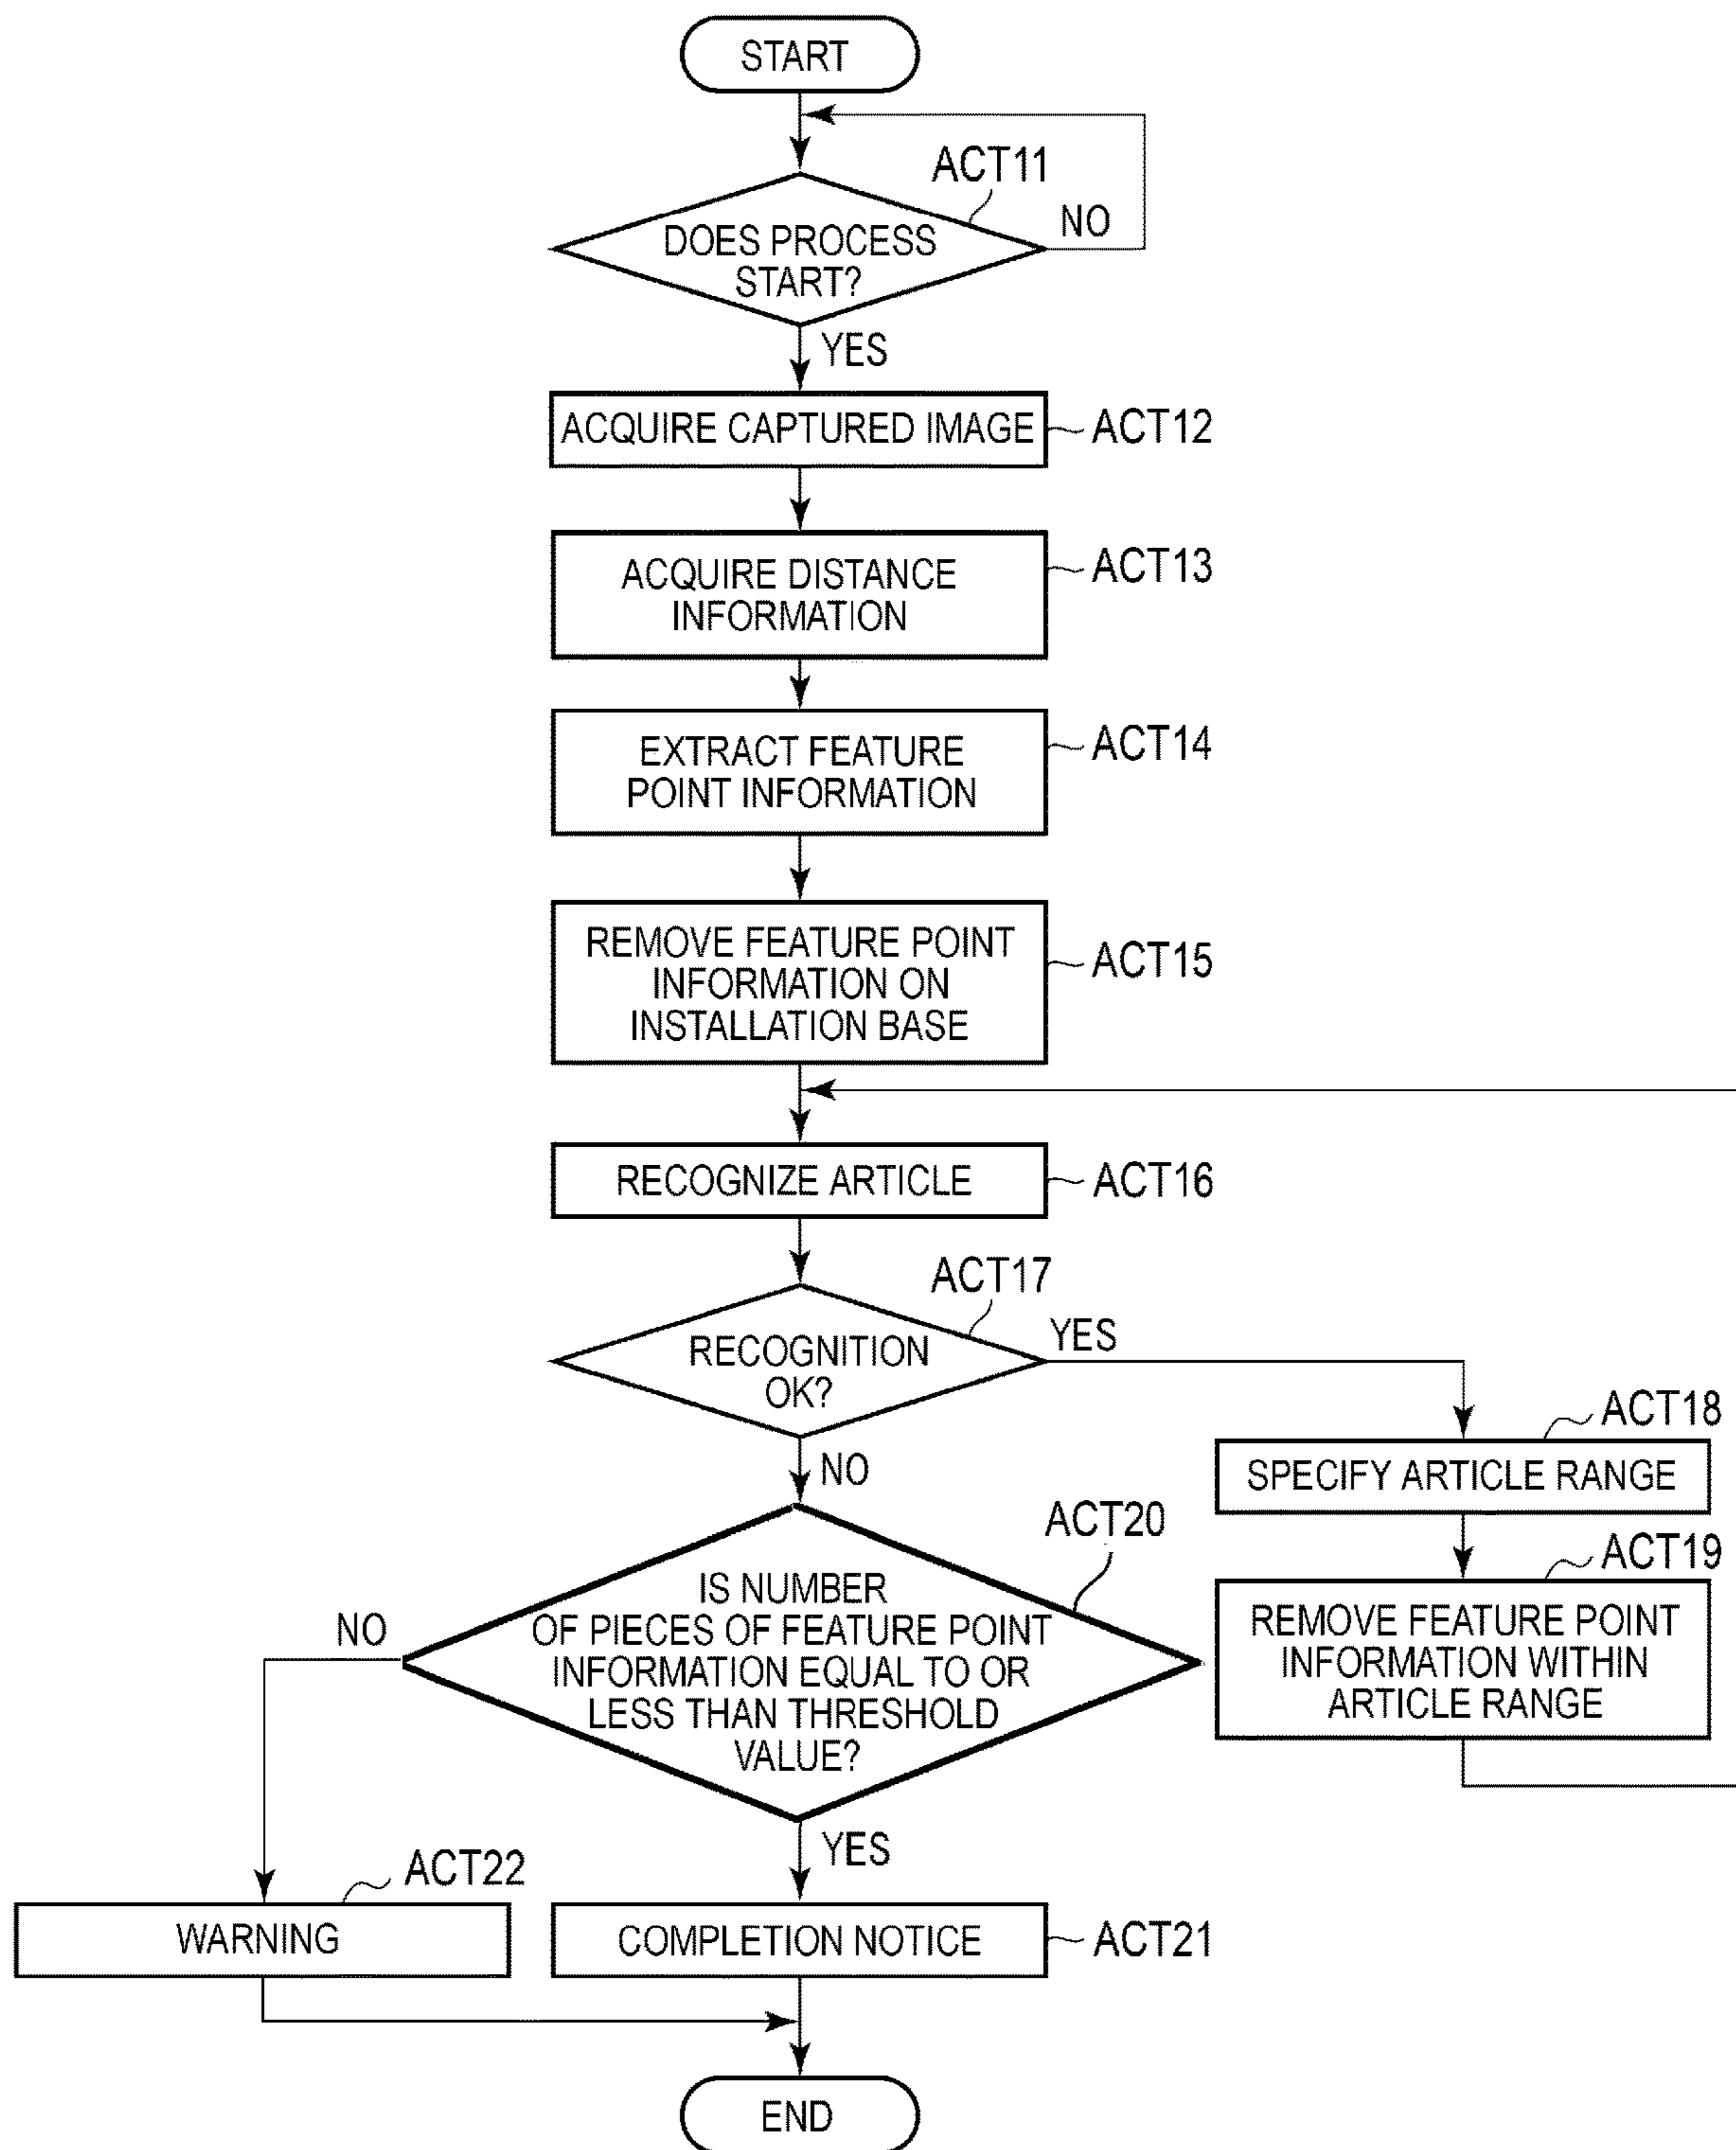 START
ACT11
NO
DOES PROCESS
START?
YES
ACQUIRE CAPTURED IMAGE
ACT12
ACQUIRE DISTANCE
INFORMATION
ACT13
EXTRACT FEATURE
POINT INFORMATION
ACT14
REMOVE FEATURE POINT
INFORMATION ON
INSTALLATION BASE
ACT15
RECOGNIZE ARTICLE
ACT16
ACT17
RECOGNITION
OK?
YES
NO
ACT18
SPECIFY ARTICLE RANGE
ACT19
REMOVE FEATURE POINT
INFORMATION WITHIN
ARTICLE RANGE
ACT20
IS NUMBER
OF PIECES OF FEATURE POINT
INFORMATION EQUAL TO OR
LESS THAN THRESHOLD
VALUE?
NO
YES
ACT22
WARNING
COMPLETION NOTICE
ACT21
END